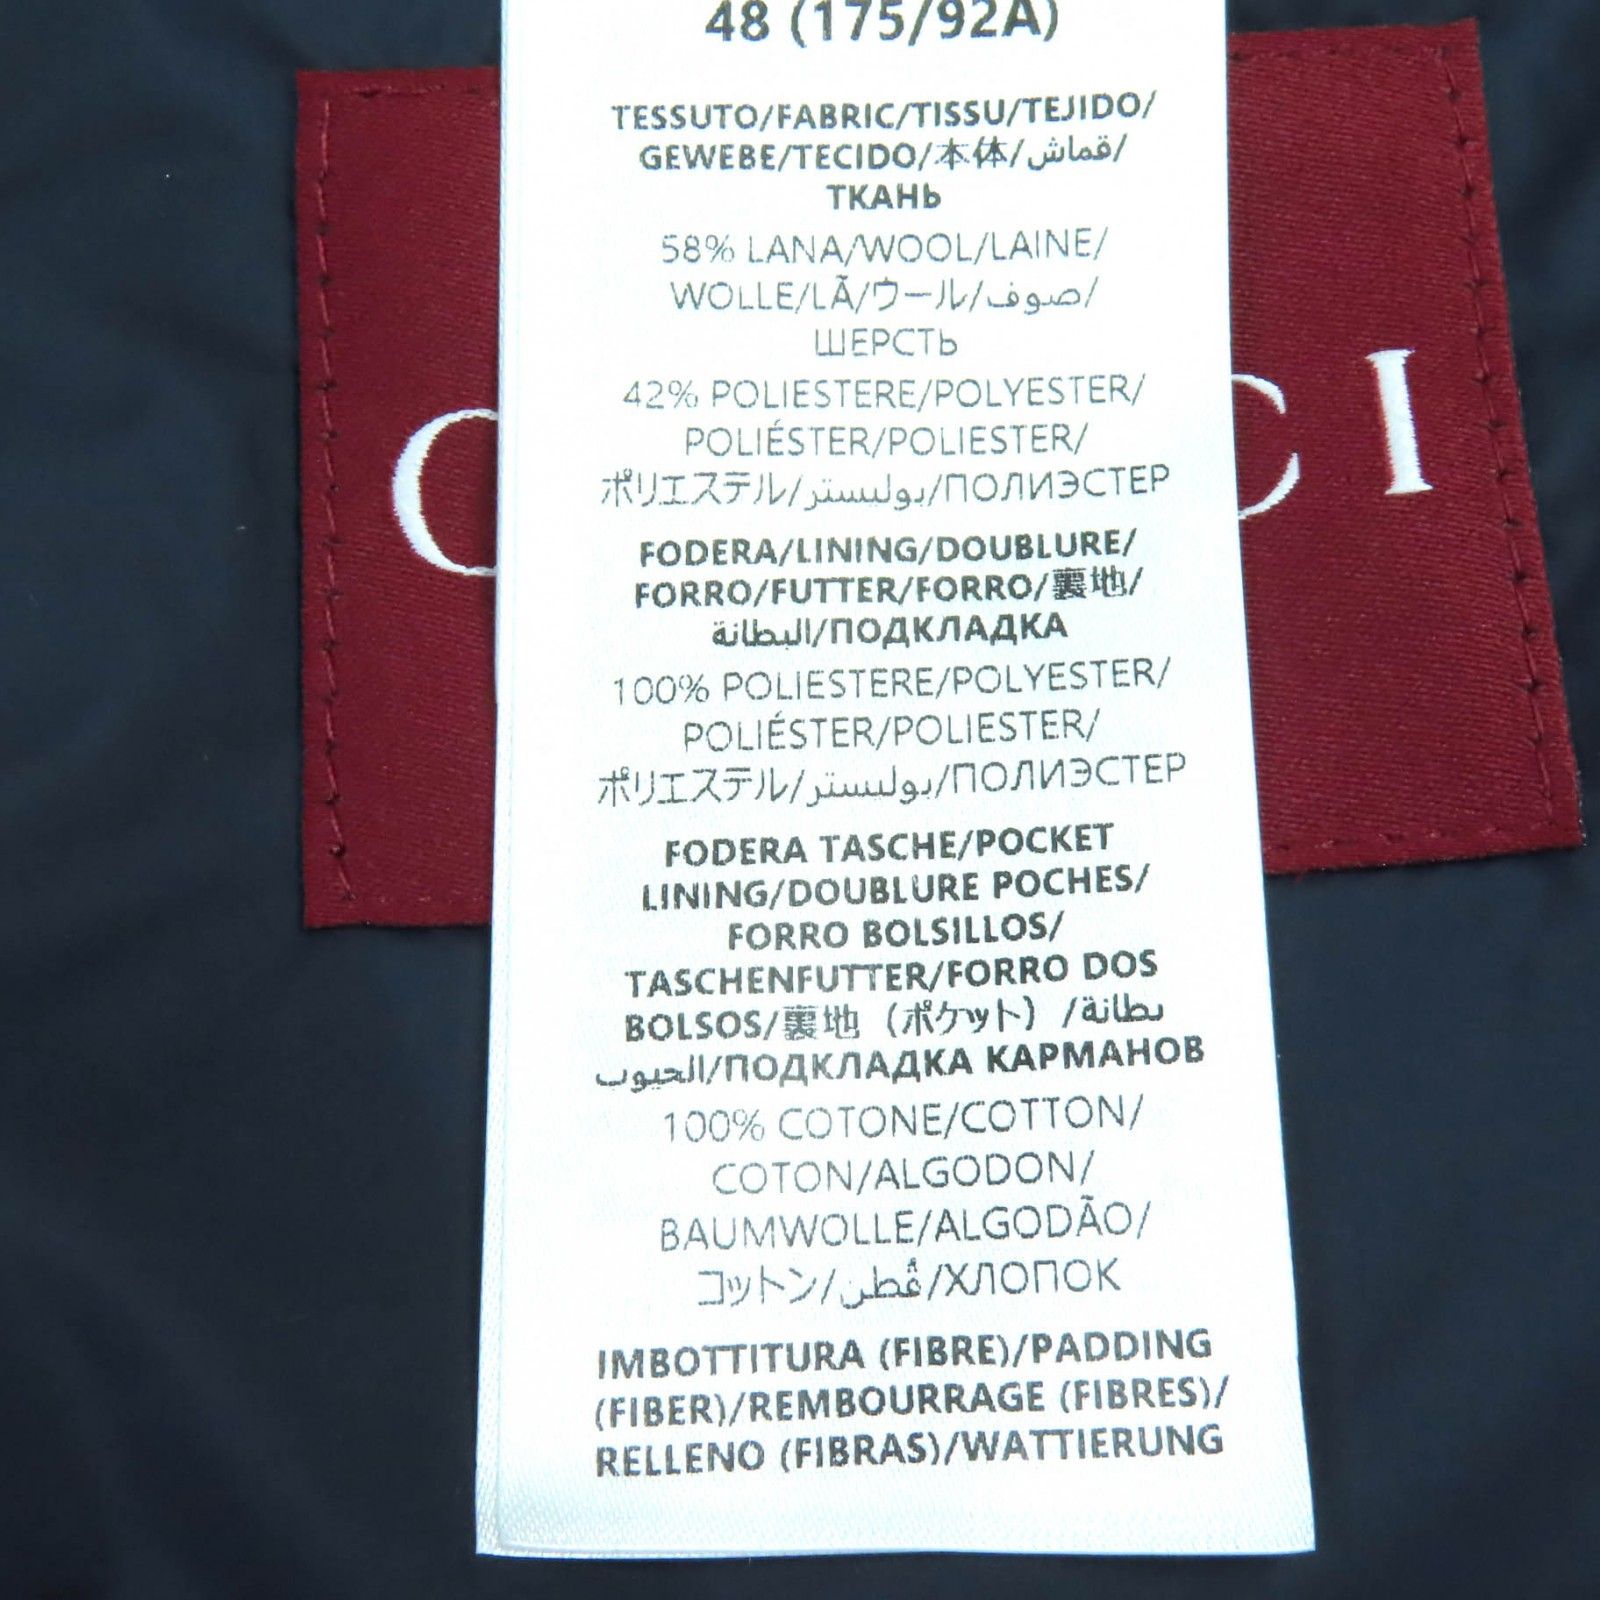 48 (175/92A)
TESSUTO/FABRIC/TISSU/TEJIDO/
GEWEBE/TECIDO/本体/قماش/
ТКАНЬ
58% LANA/WOOL/LAINE/
WOLLE/LÃ/ウール/صوف/
ШЕРСТЬ
42% POLIESTERE/POLYESTER/
POLIÉSTER/POLIESTER/
ポリエステル/بوليستر/ПОЛИЭСТЕР
FODERA/LINING/DOUBLURE/
FORRO/FUTTER/FORRO/裏地/
البطانة/ПОДКЛАДКА
100% POLIESTERE/POLYESTER/
POLIÉSTER/POLIESTER/
ポリエステル/بوليستر/ПОЛИЭСТЕР
FODERA TASCHE/POCKET
LINING/DOUBLURE POCHES/
FORRO BOLSILLOS/
TASCHENFUTTER/FORRO DOS
BOLSOS/裏地（ポケット）/بطانة
الجيوب/ПОДКЛАДКА КАРМАНОВ
100% COTONE/COTTON/
COTON/ALGODON/
BAUMWOLLE/ALGODÃO/
コットン/قُطن/ХЛОПОК
IMBOTTITURA (FIBRE)/PADDING
(FIBER)/REMBOURRAGE (FIBRES)/
RELLENO (FIBRAS)/WATTIERUNG